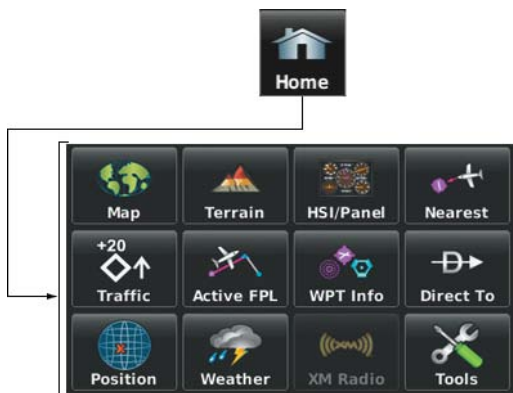 Home
Map
Terrain
HSI/Panel
Nearest
+20
Traffic
Active FPL
WPT Info
Direct To
D
Position
Weather
((XM))
XM Radio
Tools